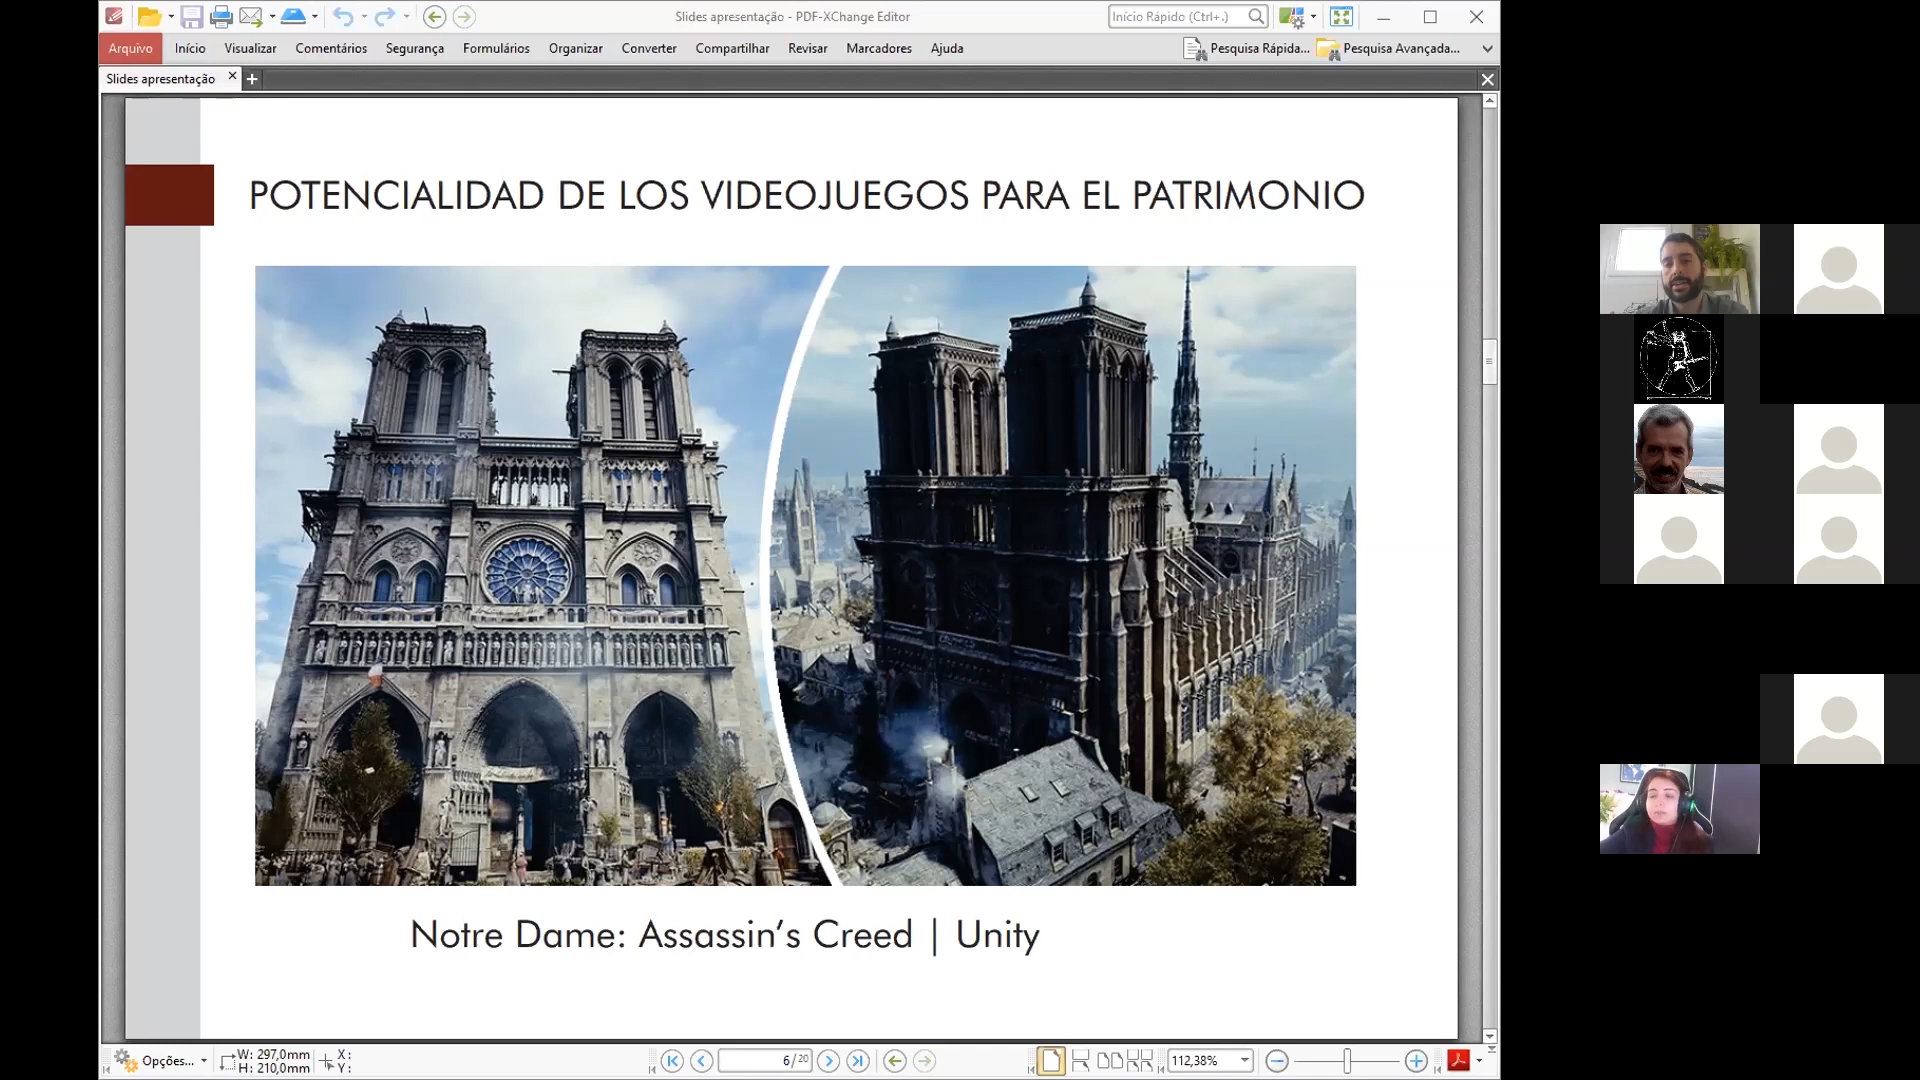 Slides apresentação - PDF-XChange Editor
Início Rápido (Ctrl+.)
Arquivo Início Visualizar Comentários Segurança Formulários Organizar Converter Compartilhar Revisar Marcadores Ajuda
Pesquisa Rápida... Pesquisa Avançada...
Slides apresentação
POTENCIALIDAD DE LOS VIDEOJUEGOS PARA EL PATRIMONIO
Notre Dame: Assassin's Creed | Unity
Opções...
W: 297,0mm
H: 210,0mm
X:
Y:
6 / 20
112,38%